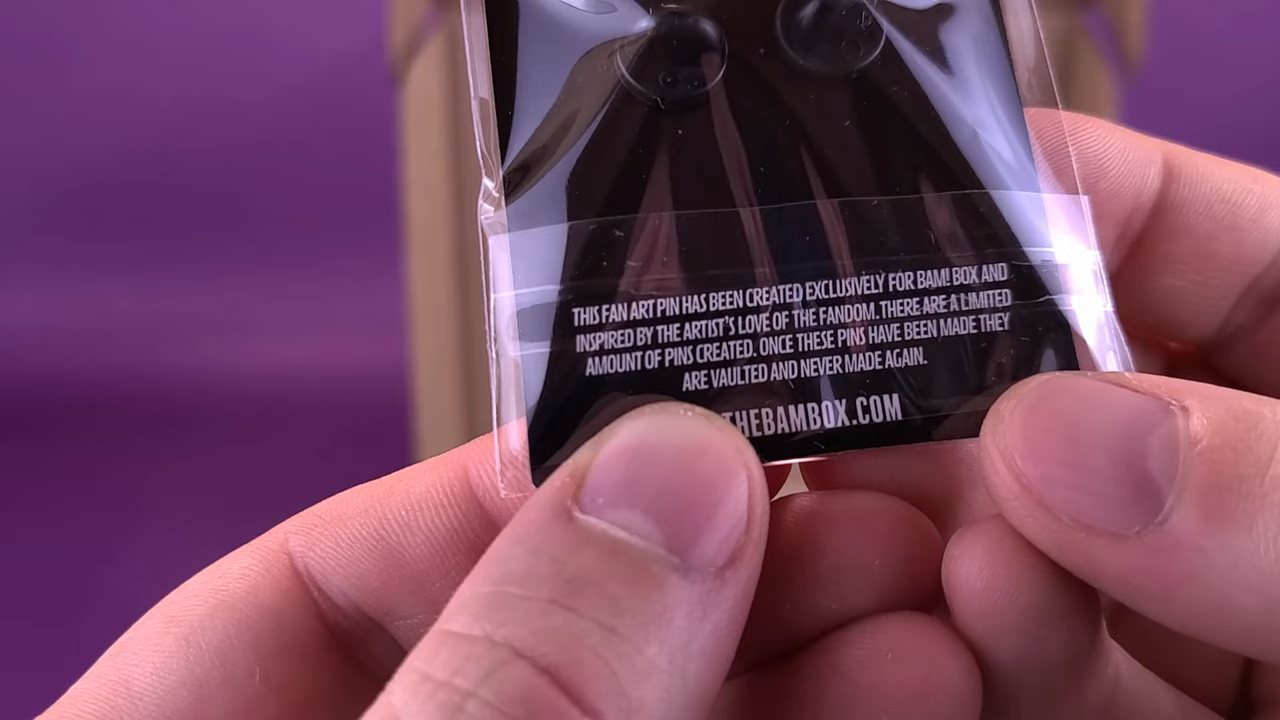 THIS FAN ART PIN HAS BEEN CREATED EXCLUSIVELY FOR BAM! BOX AND
INSPIRED BY THE ARTIST'S LOVE OF THE FANDOM. THERE ARE A LIMITED
AMOUNT OF PINS CREATED. ONCE THESE PINS HAVE BEEN MADE THEY
ARE VAULTED AND NEVER MADE AGAIN.
THEBAMBOX.COM